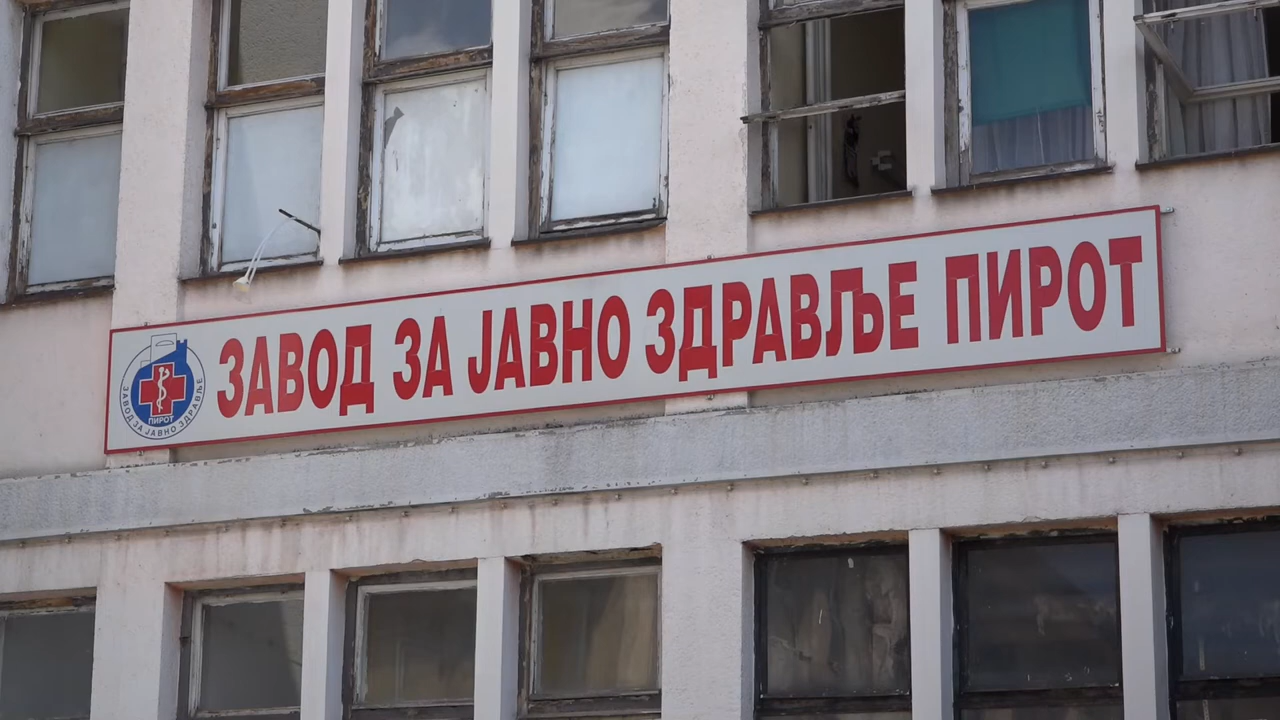 ЗАВОД ЗА ЈАВНО ЗДРАВЉЕ ПИРОТ
ПИРОТ
ЗАВОД ЗА ЈАВНО ЗДРАВЉЕ